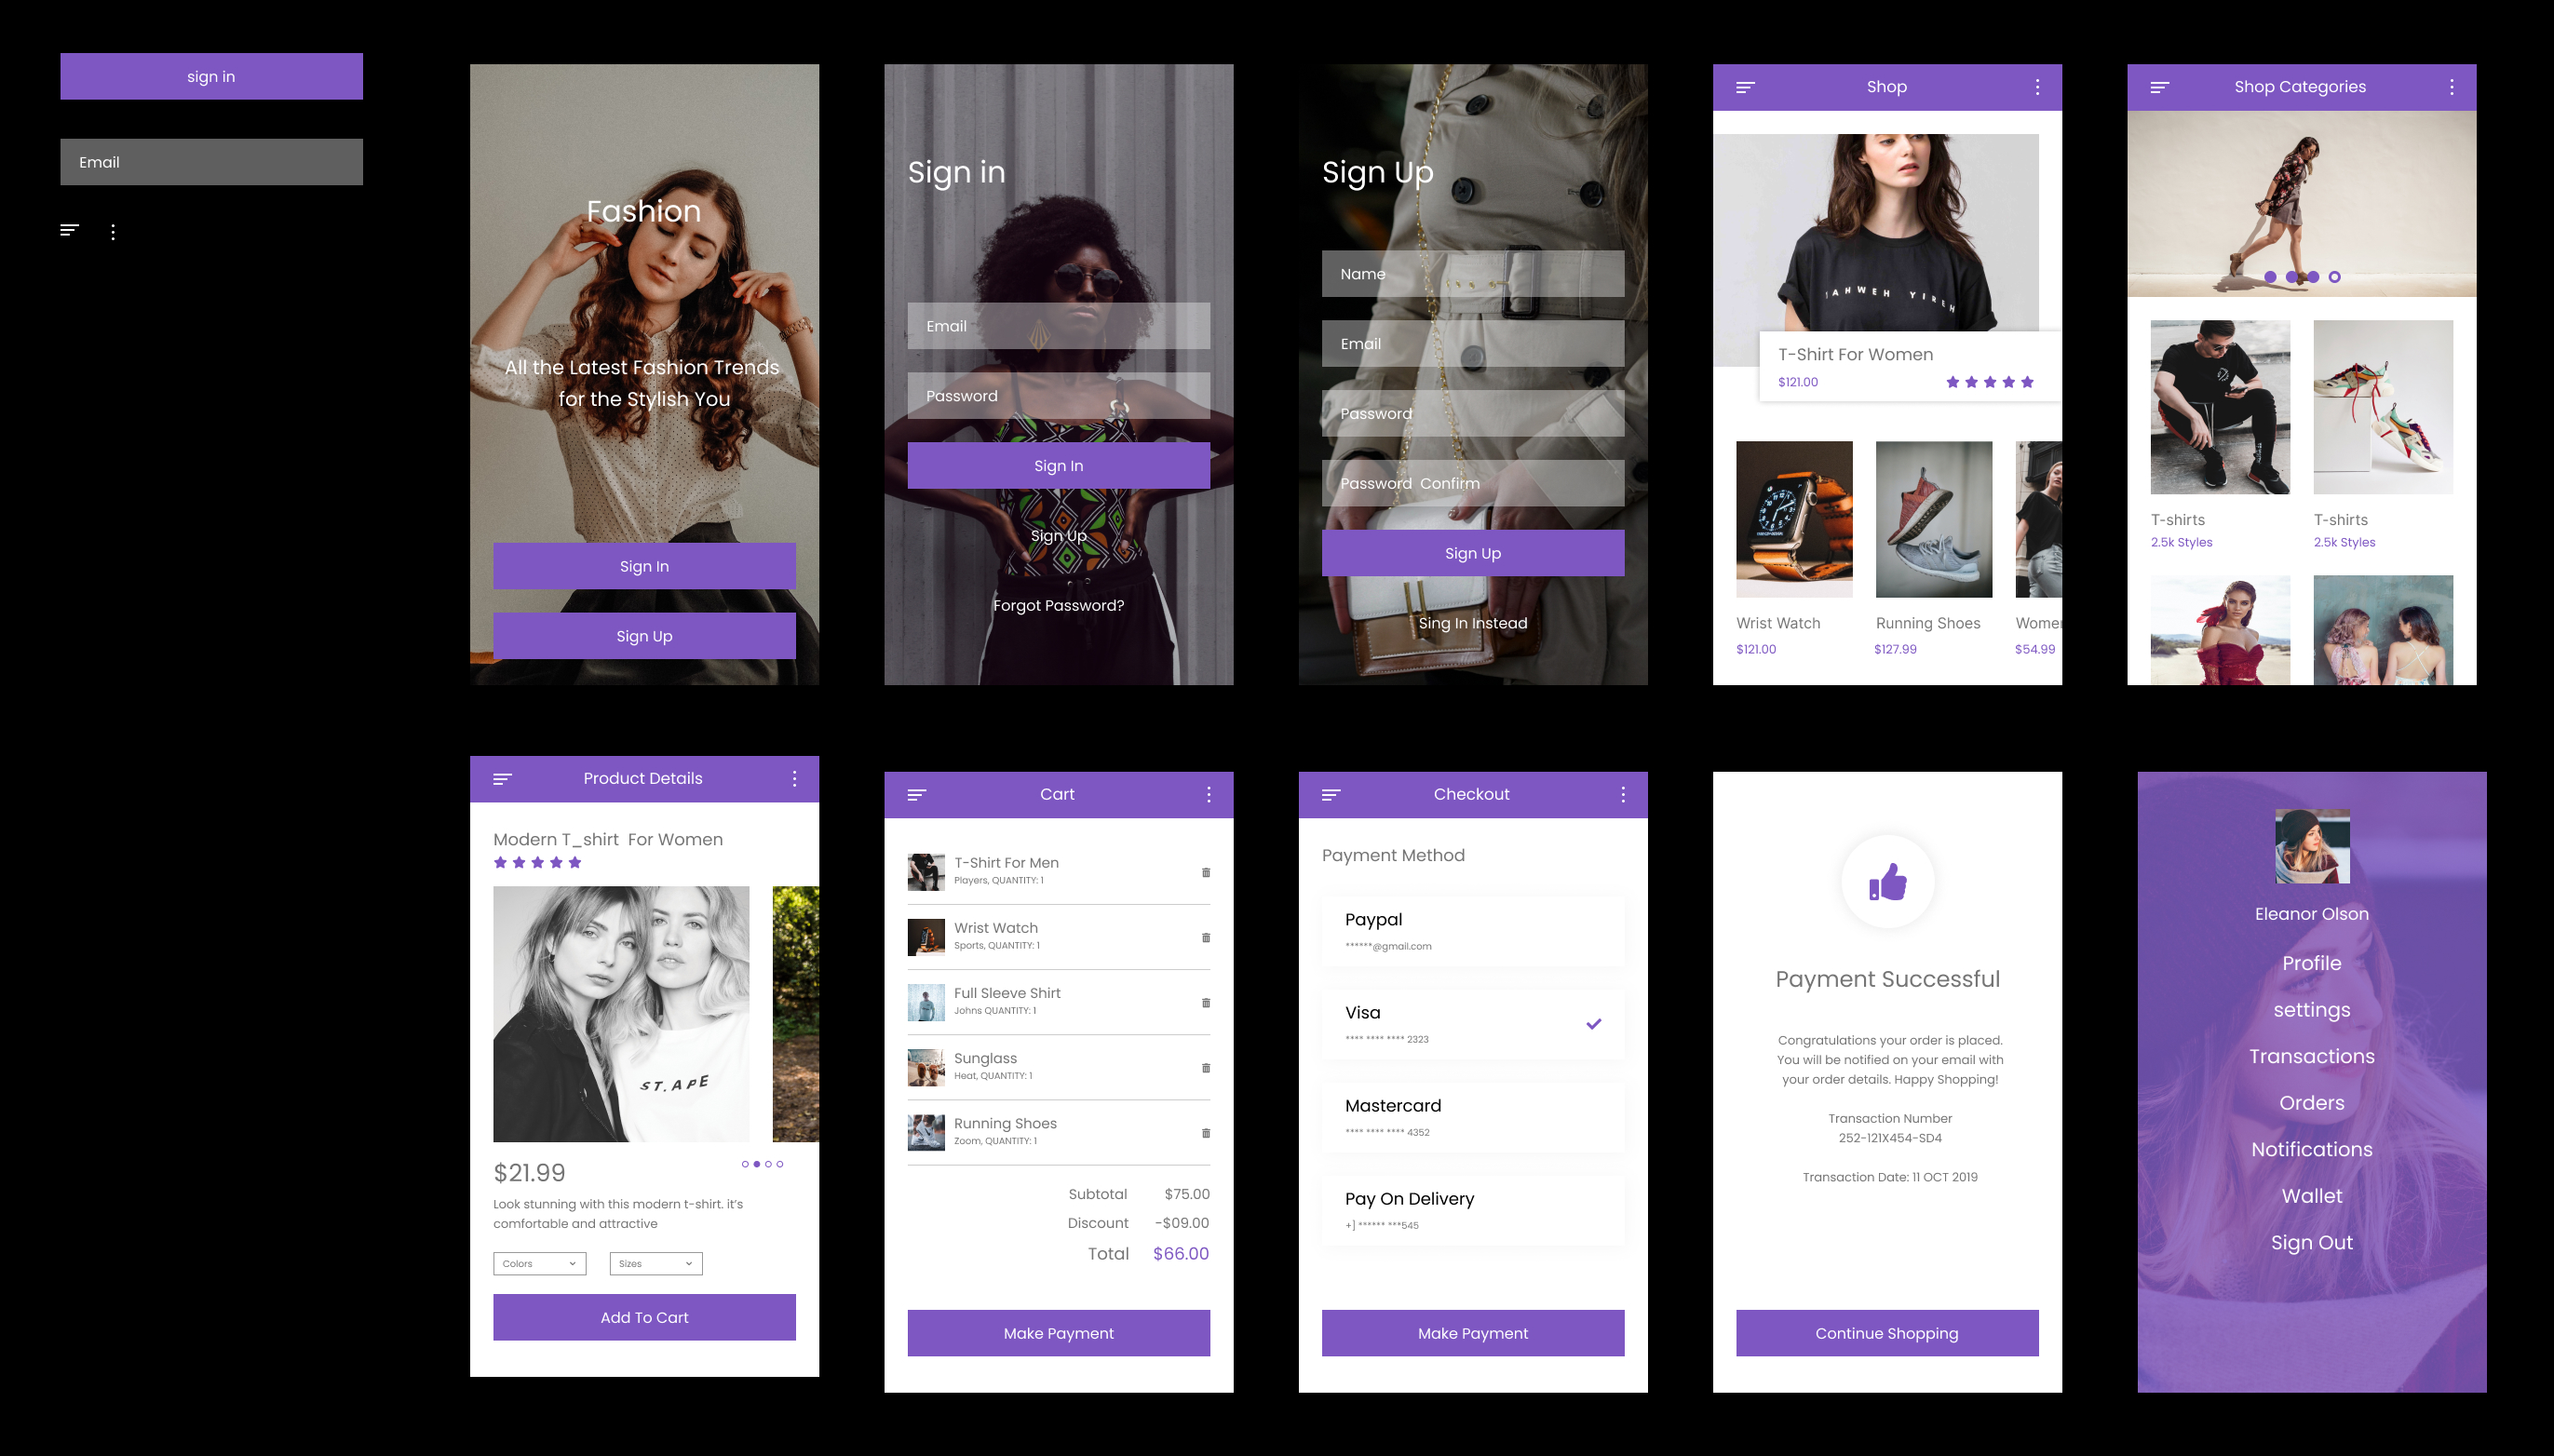 sign in
Email
Fashion
All the Latest Fashion Trends
for the Stylish You
Sign In
Sign Up
Sign in
Email
Password
Sign In
Sign Up
Forgot Password?
Sign Up
Name
Email
Password
Password Confirm
Sign Up
Sing In Instead
Shop
YAHWEH YIREH
T-Shirt For Women
$121.00
Wrist Watch
$121.00
Running Shoes
$127.99
$54.99
Shop Categories
T-shirts
2.5k Styles
T-shirts
2.5k Styles
Product Details
Modern T_shirt For Women
ST. APE
$21.99
Look stunning with this modern t-shirt. it's
comfortable and attractive
Colors
Sizes
Add To Cart
Cart
T-Shirt For Men
Players, QUANTITY: 1
Wrist Watch
Sports, QUANTITY: 1
Full Sleeve Shirt
Johns QUANTITY: 1
Sunglass
Heat, QUANTITY: 1
Running Shoes
Zoom, QUANTITY: 1
Subtotal $75.00
Discount -$09.00
Total $66.00
Make Payment
Checkout
Payment Method
Paypal
******@gmail.com
Visa
**** **** **** 2323
Mastercard
**** **** **** 4352
Pay On Delivery
+] ****** ***545
Make Payment
Payment Successful
Congratulations your order is placed.
You will be notified on your email with
your order details. Happy Shopping!
Transaction Number
252-121X454-SD4
Transaction Date: 11 OCT 2019
Continue Shopping
Eleanor Olson
Profile
settings
Transactions
Orders
Notifications
Wallet
Sign Out